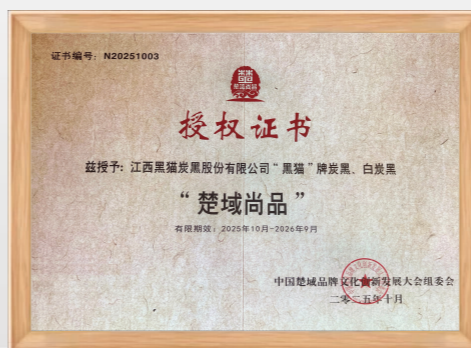 证书编号：N20251003
楚域尚品
授权证书
兹授予：江西黑猫炭黑股份有限公司“黑猫”牌炭黑、白炭黑
“楚域尚品”
有限期效：2025年10月-2026年9月
中国楚域品牌文化创新发展大会组委会
二零二五年十月